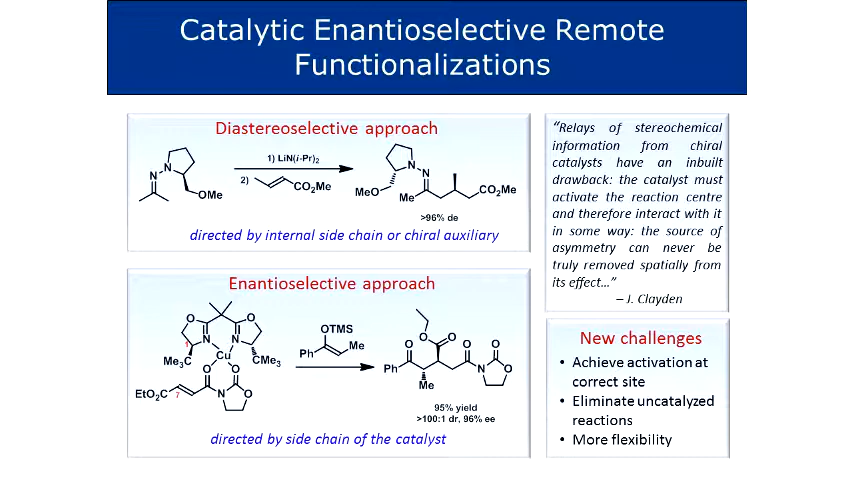 Catalytic Enantioselective Remote
Functionalizations
Diastereoselective approach
N
N
OMe
1) LiN(i-Pr)₂
2)
CO₂Me
N
N
MeO
Me
CO₂Me
>96% de
directed by internal side chain or chiral auxiliary
Enantioselective approach
O
O
N
N
1
Me₃C
Cu
CMe₃
O
O
EtO₂C
7
N
O
OTMS
Ph
Me
O
O
O
O
O
Ph
N
O
Me
95% yield
>100:1 dr, 96% ee
directed by side chain of the catalyst
“Relays of stereochemical
information from chiral
catalysts have an inbuilt
drawback: the catalyst must
activate the reaction centre
and therefore interact with it
in some way: the source of
asymmetry can never be
truly removed spatially from
its effect…”
– J. Clayden
New challenges
• Achieve activation at
correct site
• Eliminate uncatalyzed
reactions
• More flexibility